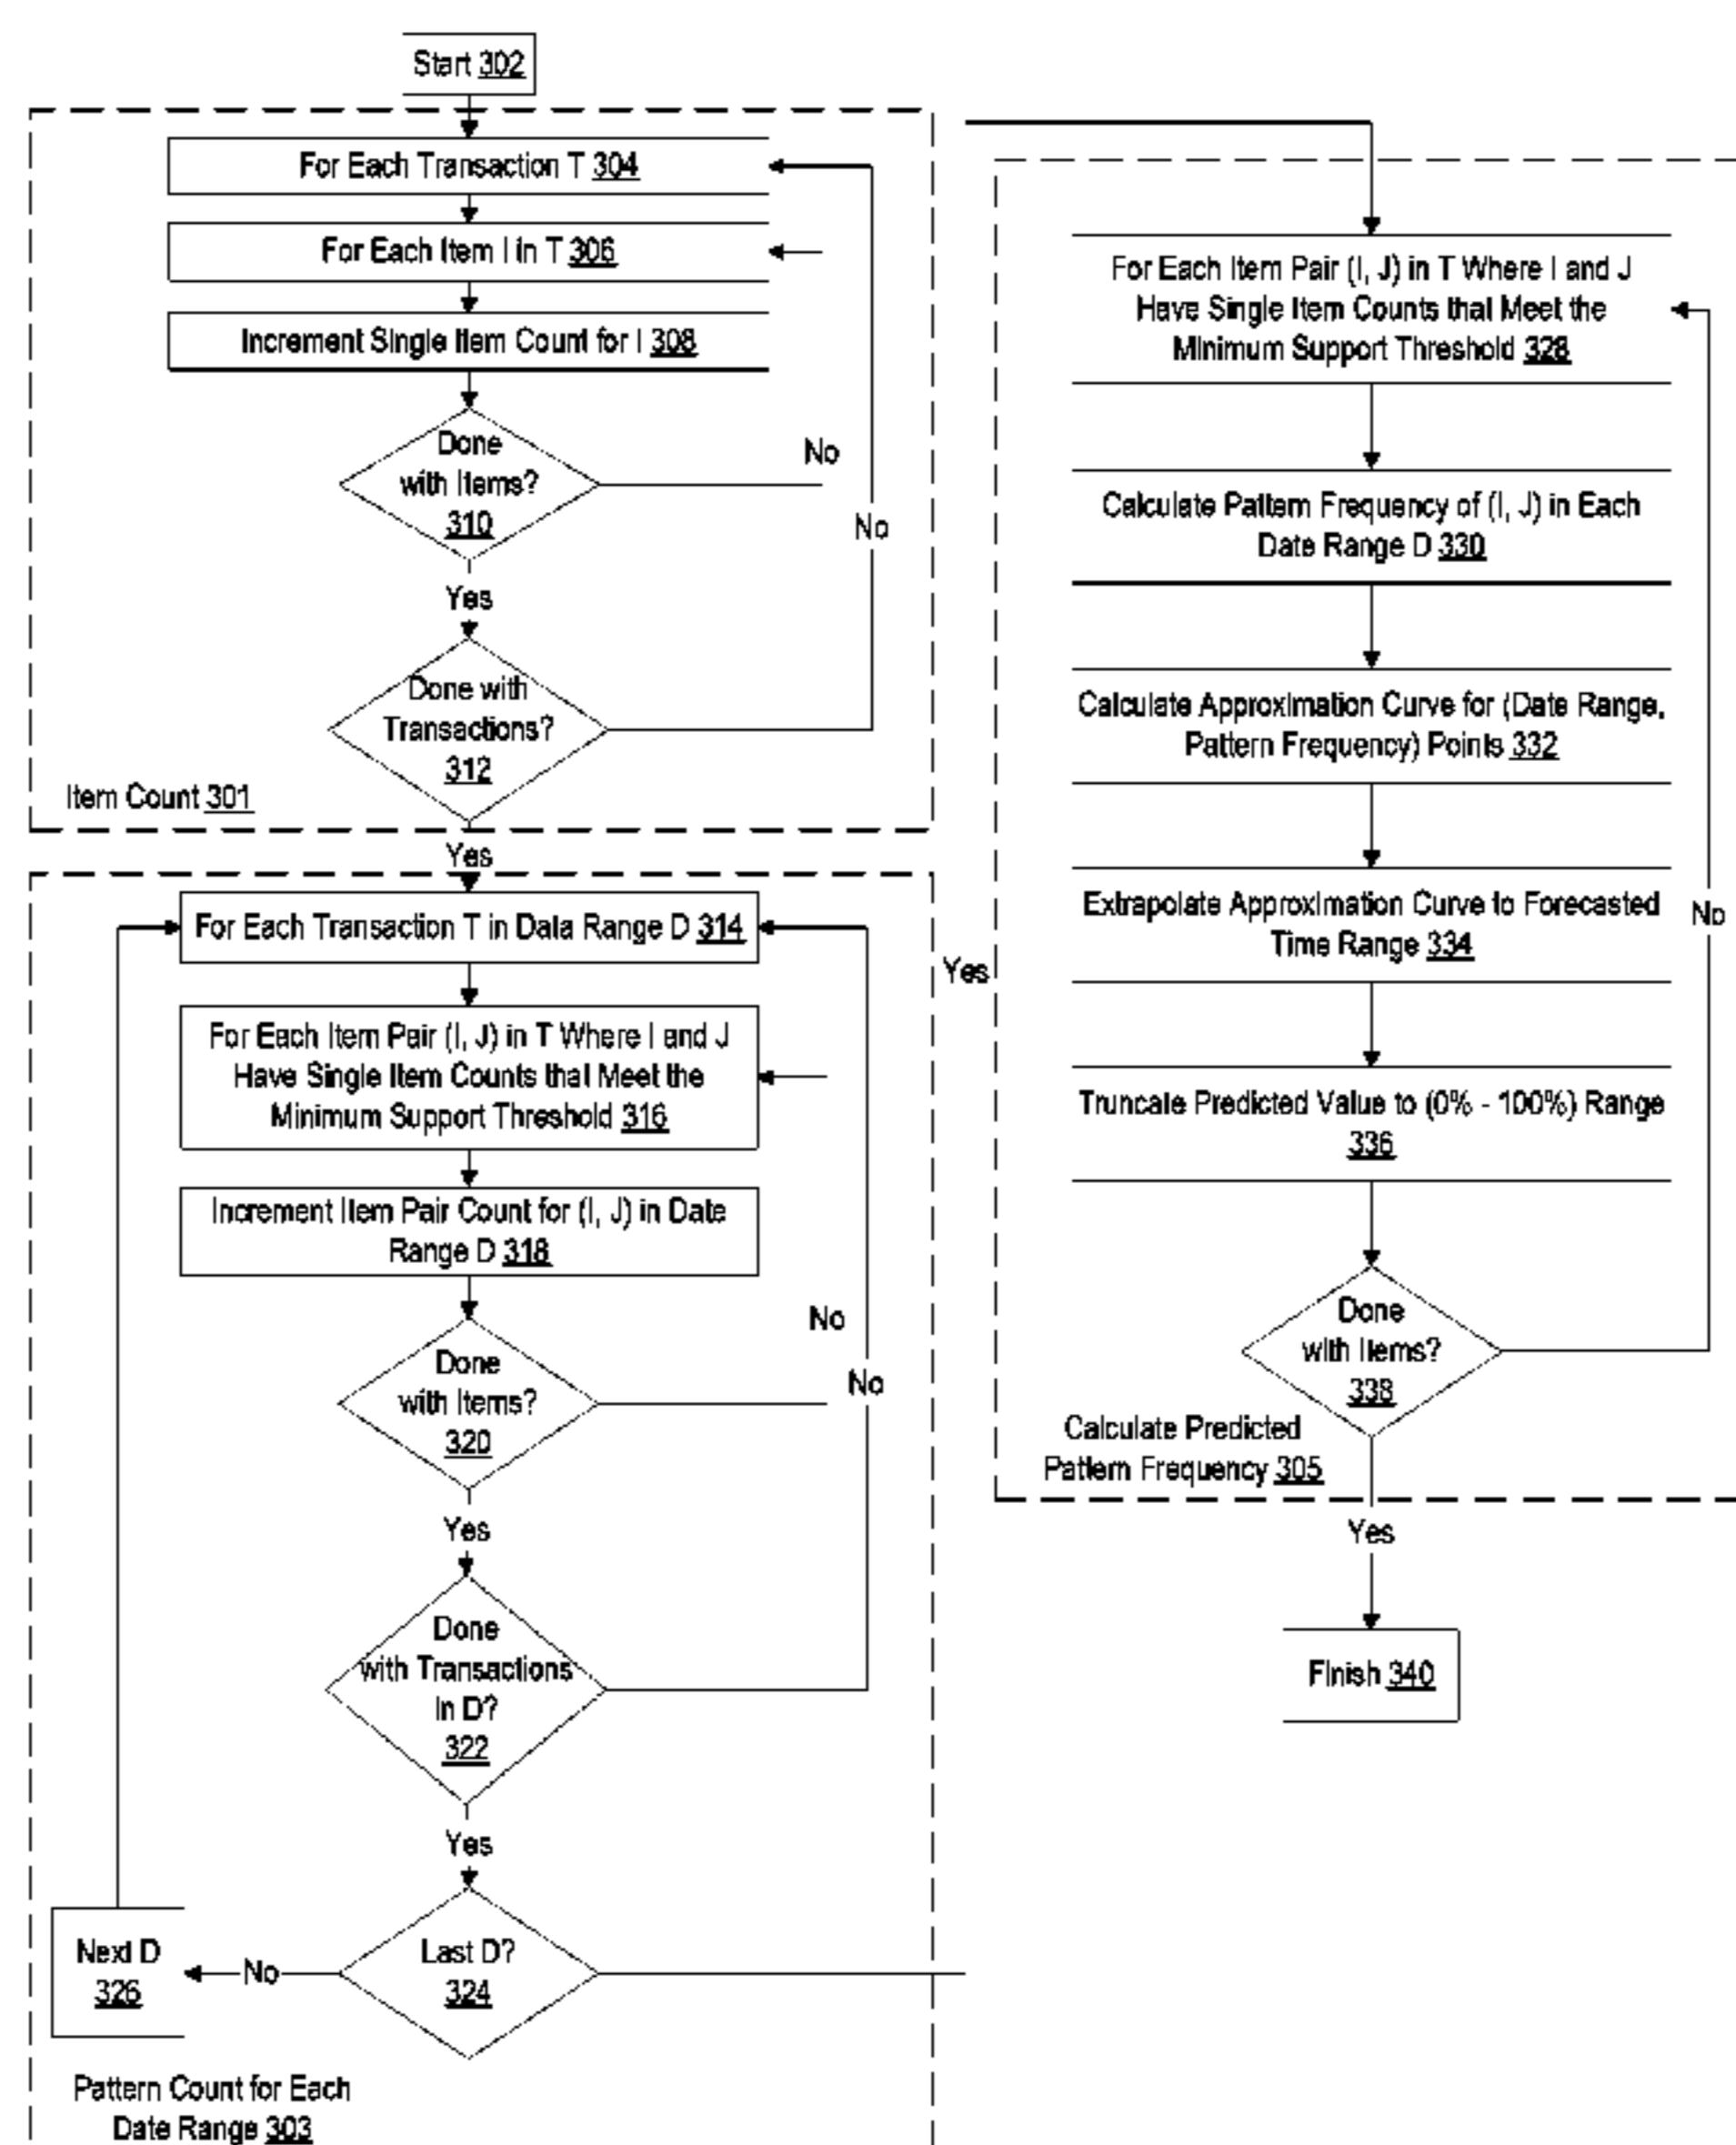 Start 302
For Each Transaction T 304
For Each Item I in T 306
Increment Single Item Count for I 308
Done
with Items?
310
No
No
Yes
Done with
Transactions?
312
Item Count 301
Yes
For Each Transaction T in Data Range D 314
For Each Item Pair (I, J) in T Where I and J
Have Single Item Counts that Meet the
Minimum Support Threshold 316
Increment Item Pair Count for (I, J) in Date
Range D 318
No
Done
with Items?
320
No
Yes
Done
with Transactions
In D?
322
Yes
Last D?
324
No
Next D
326
Pattern Count for Each
Date Range 303
Yes
For Each Item Pair (I, J) in T Where I and J
Have Single Item Counts that Meet the
Minimum Support Threshold 328
Calculate Pattern Frequency of (I, J) in Each
Date Range D 330
Calculate Approximation Curve for (Date Range,
Pattern Frequency) Points 332
Extrapolate Approximation Curve to Forecasted
Time Range 334
No
Truncate Predicted Value to (0% - 100%) Range
336
Done
with Items?
338
Calculate Predicted
Pattern Frequency 305
Yes
Finish 340